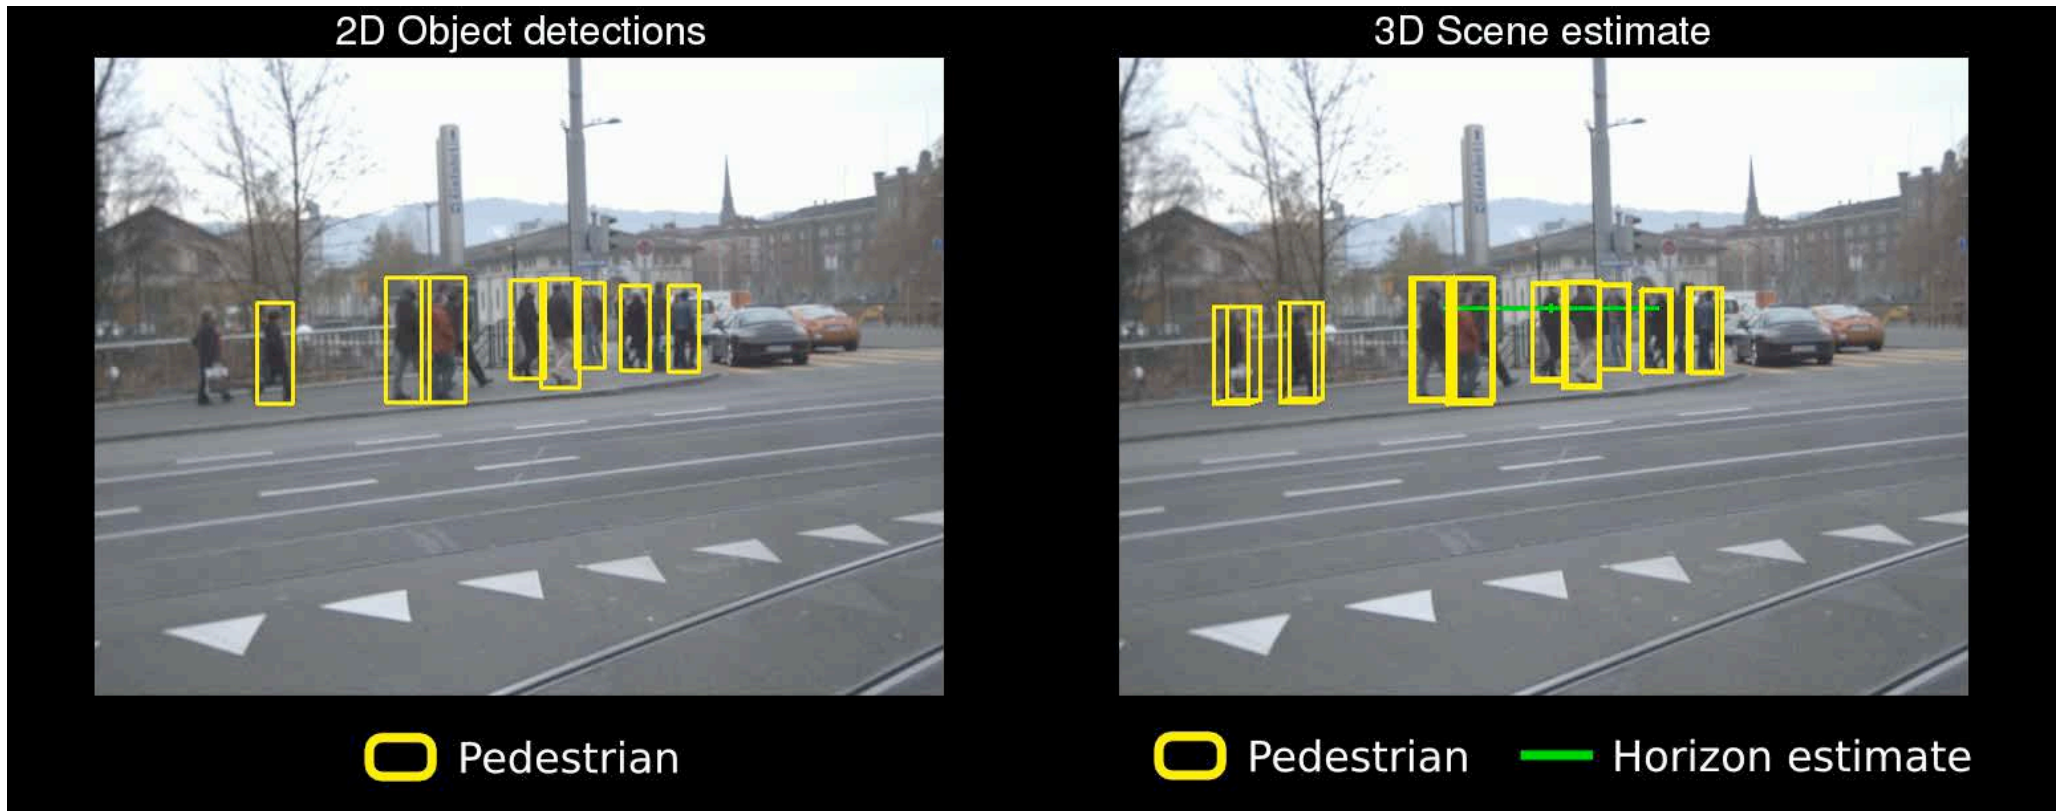 2D Object detections
3D Scene estimate
Pedestrian
Pedestrian
Horizon estimate